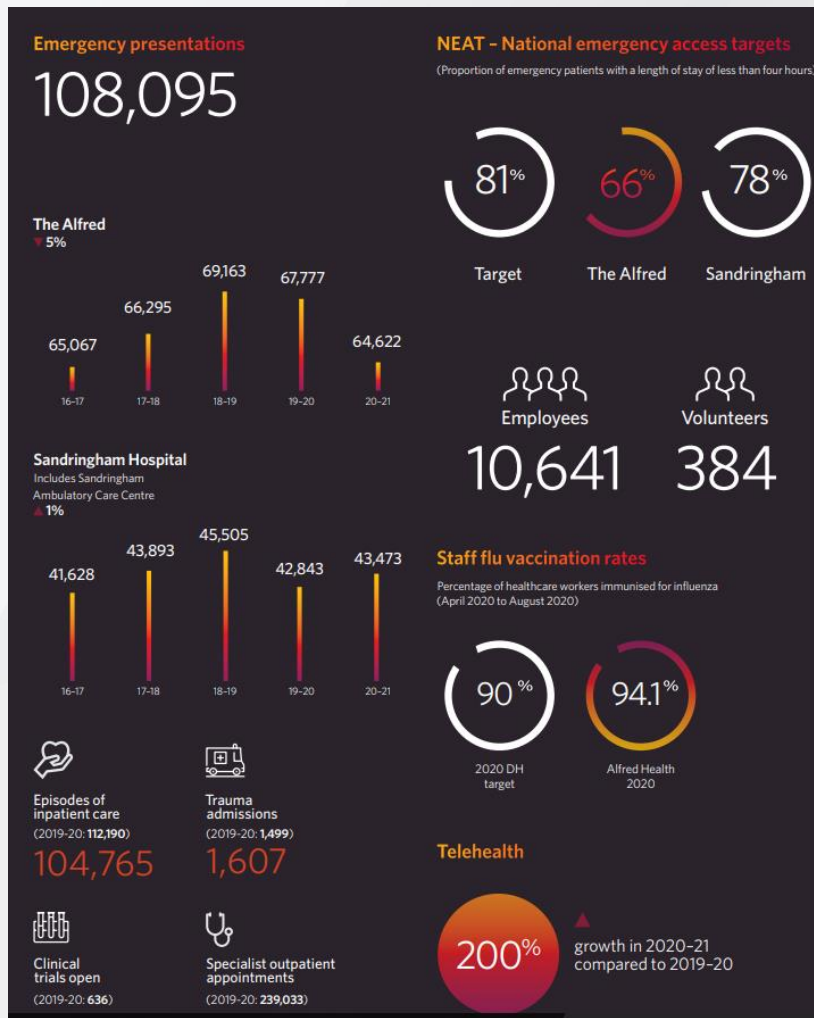 Emergency presentations
108,095
The Alfred
▼ 5%
65,067
66,295
69,163
67,777
64,622
16-17
17-18
18-19
19-20
20-21
Sandringham Hospital
Includes Sandringham
Ambulatory Care Centre
▲ 1%
41,628
43,893
45,505
42,843
43,473
16-17
17-18
18-19
19-20
20-21
Episodes of
inpatient care
(2019-20: 112,190)
104,765
Trauma
admissions
(2019-20: 1,499)
1,607
Clinical
trials open
(2019-20: 636)
Specialist outpatient
appointments
(2019-20: 239,033)
NEAT – National emergency access targets
(Proportion of emergency patients with a length of stay of less than four hours)
81%
66%
78%
Target
The Alfred
Sandringham
Employees
10,641
Volunteers
384
Staff flu vaccination rates
Percentage of healthcare workers immunised for influenza
(April 2020 to August 2020)
90%
94.1%
2020 DH
target
Alfred Health
2020
Telehealth
200%
▲
growth in 2020–21
compared to 2019–20